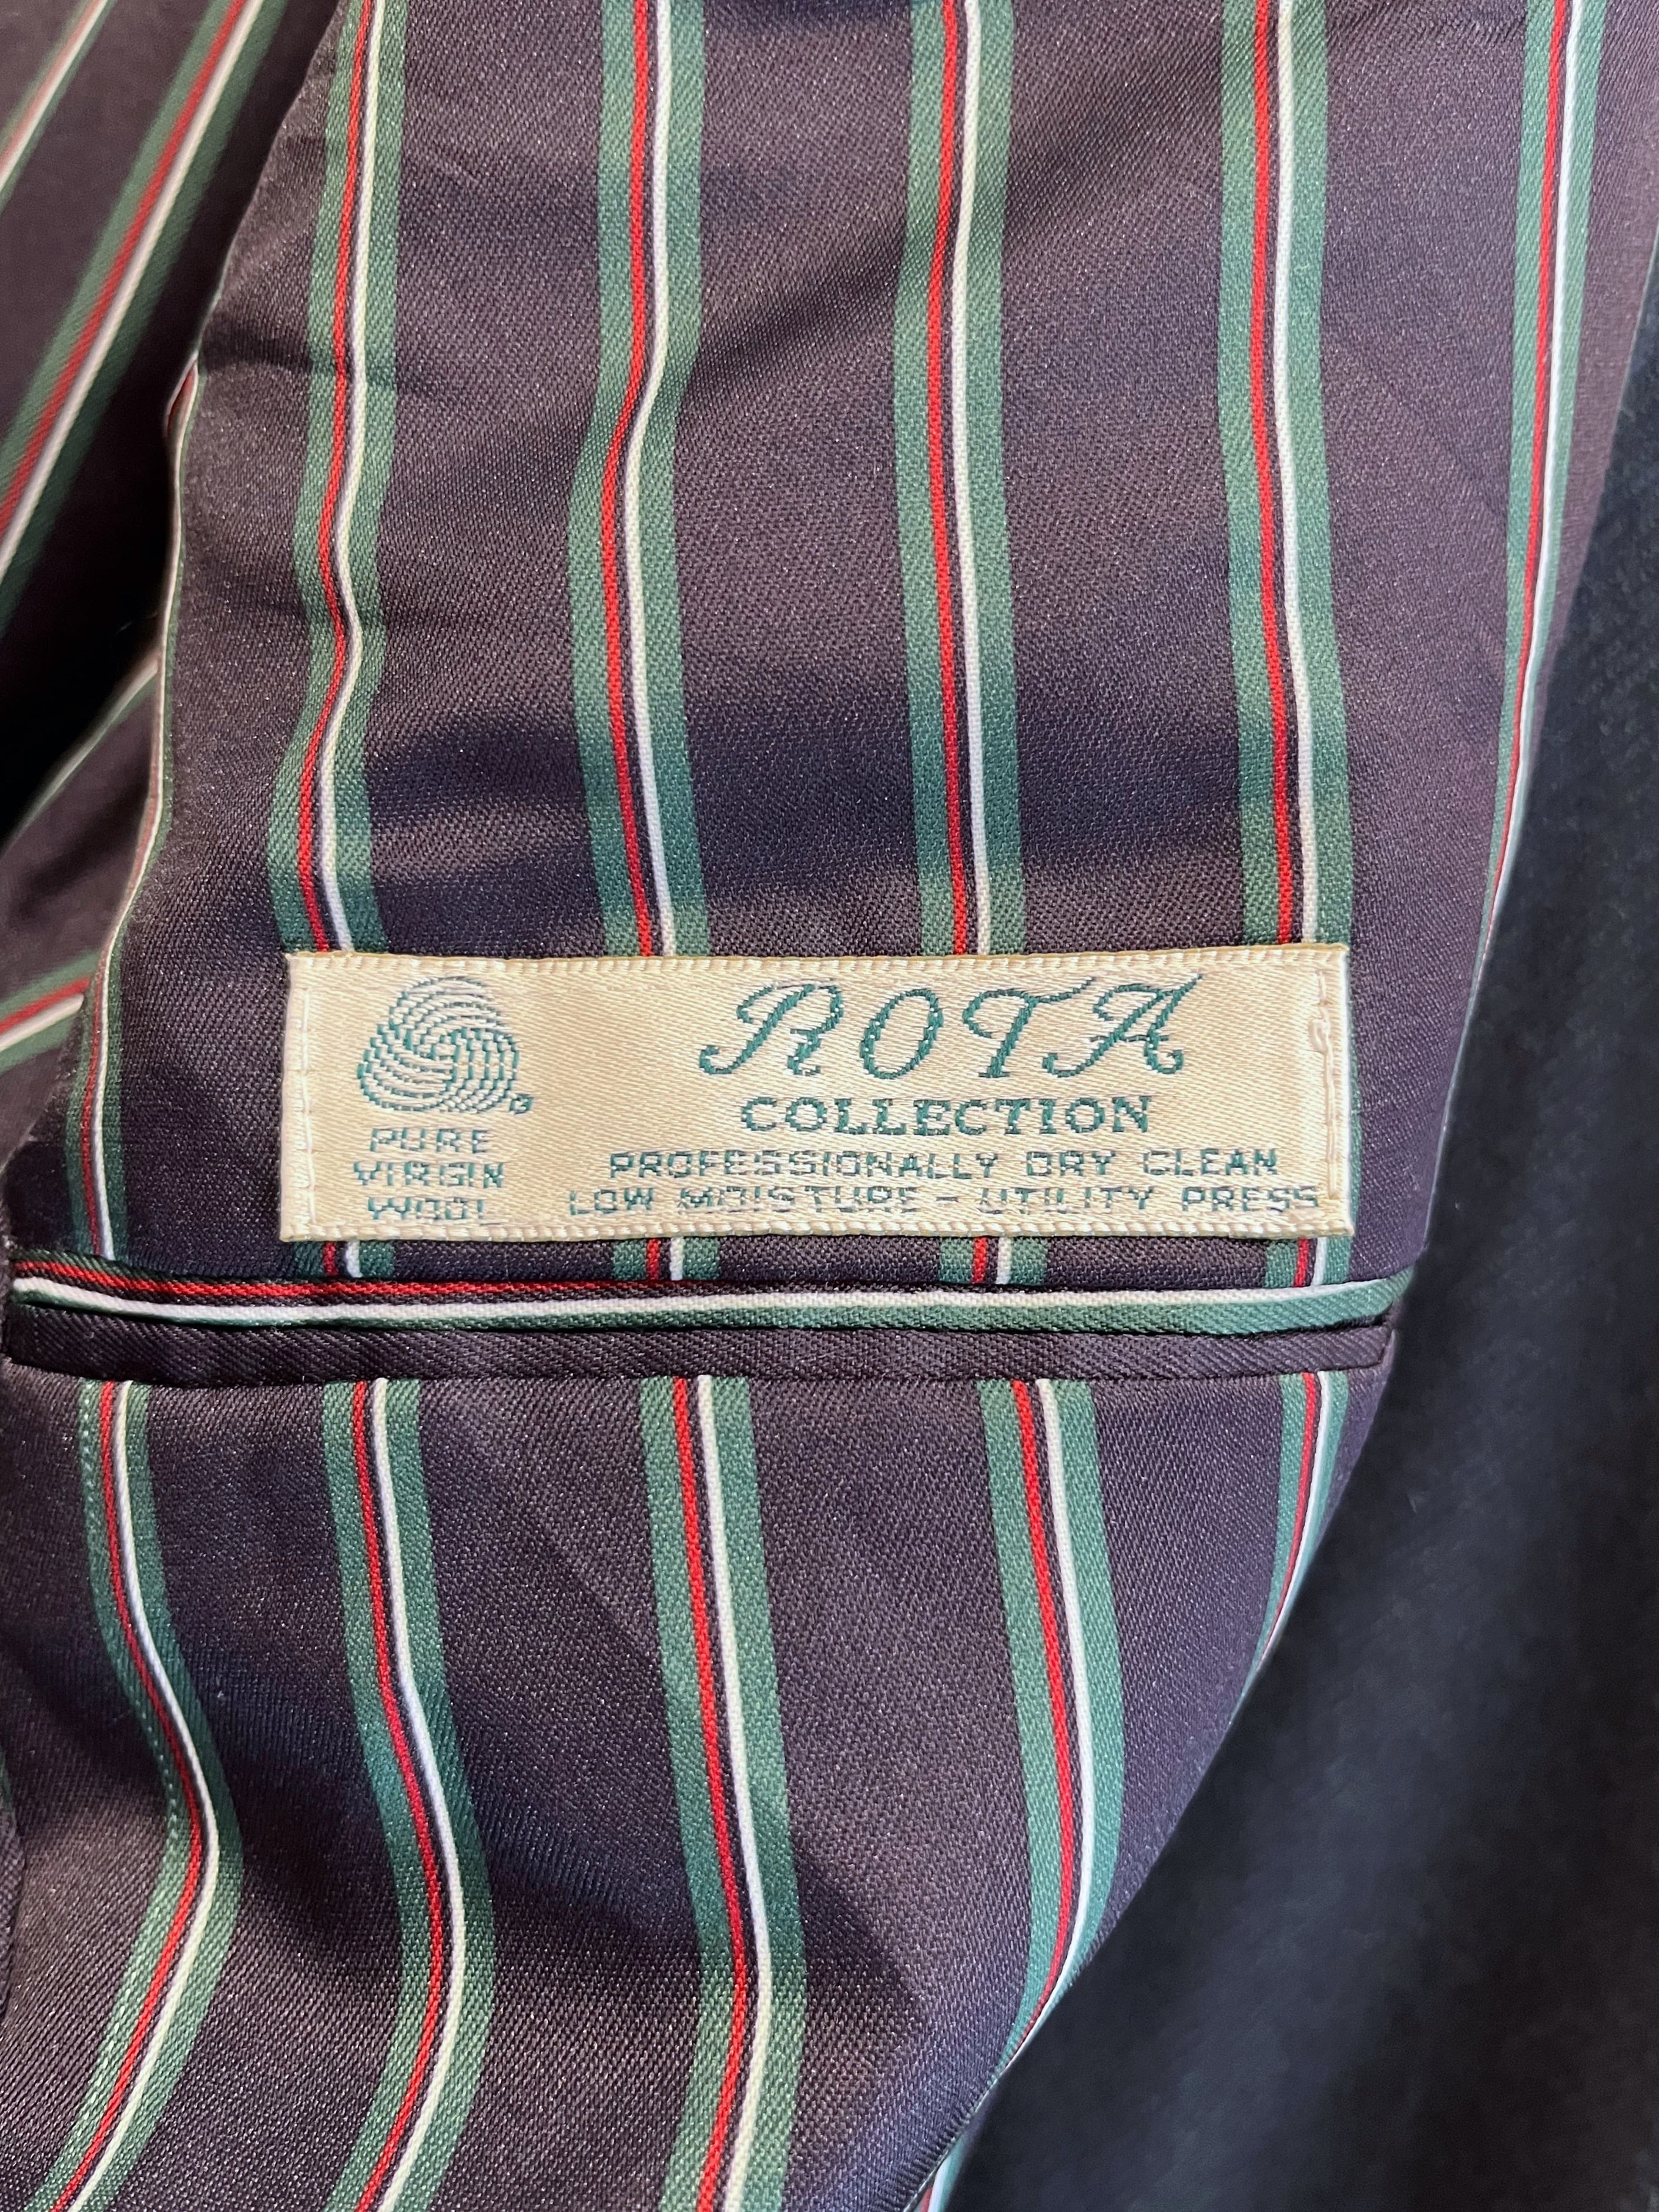 PURE
VIRGIN
WOOL
ROTA
COLLECTION
PROFESSIONALLY DRY CLEAN
LOW MOISTURE - UTILITY PRESS